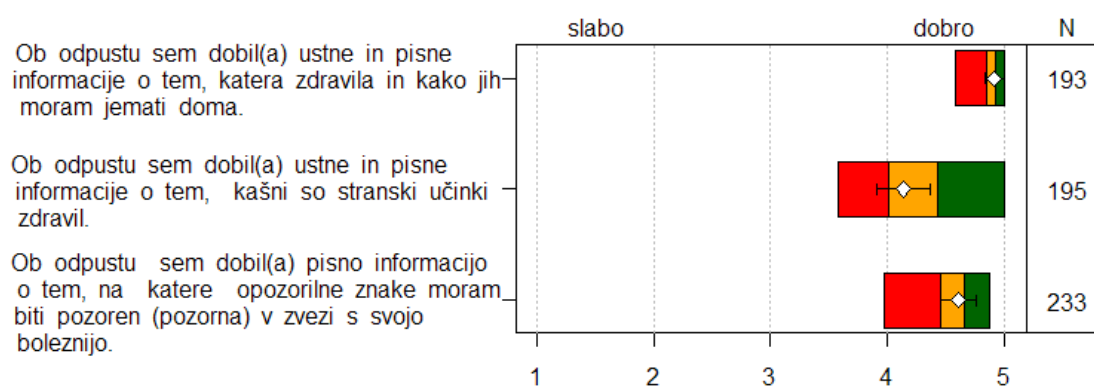 slabo dobro N
Ob odpustu sem dobil(a) ustne in pisne
informacije o tem, katera zdravila in kako jih
moram jemati doma.
193
Ob odpustu sem dobil(a) ustne in pisne
informacije o tem, kašni so stranski učinki
zdravil.
195
Ob odpustu sem dobil(a) pisno informacijo
o tem, na katere opozorilne znake moram
biti pozoren (pozorna) v zvezi s svojo
boleznijo.
233
1 2 3 4 5